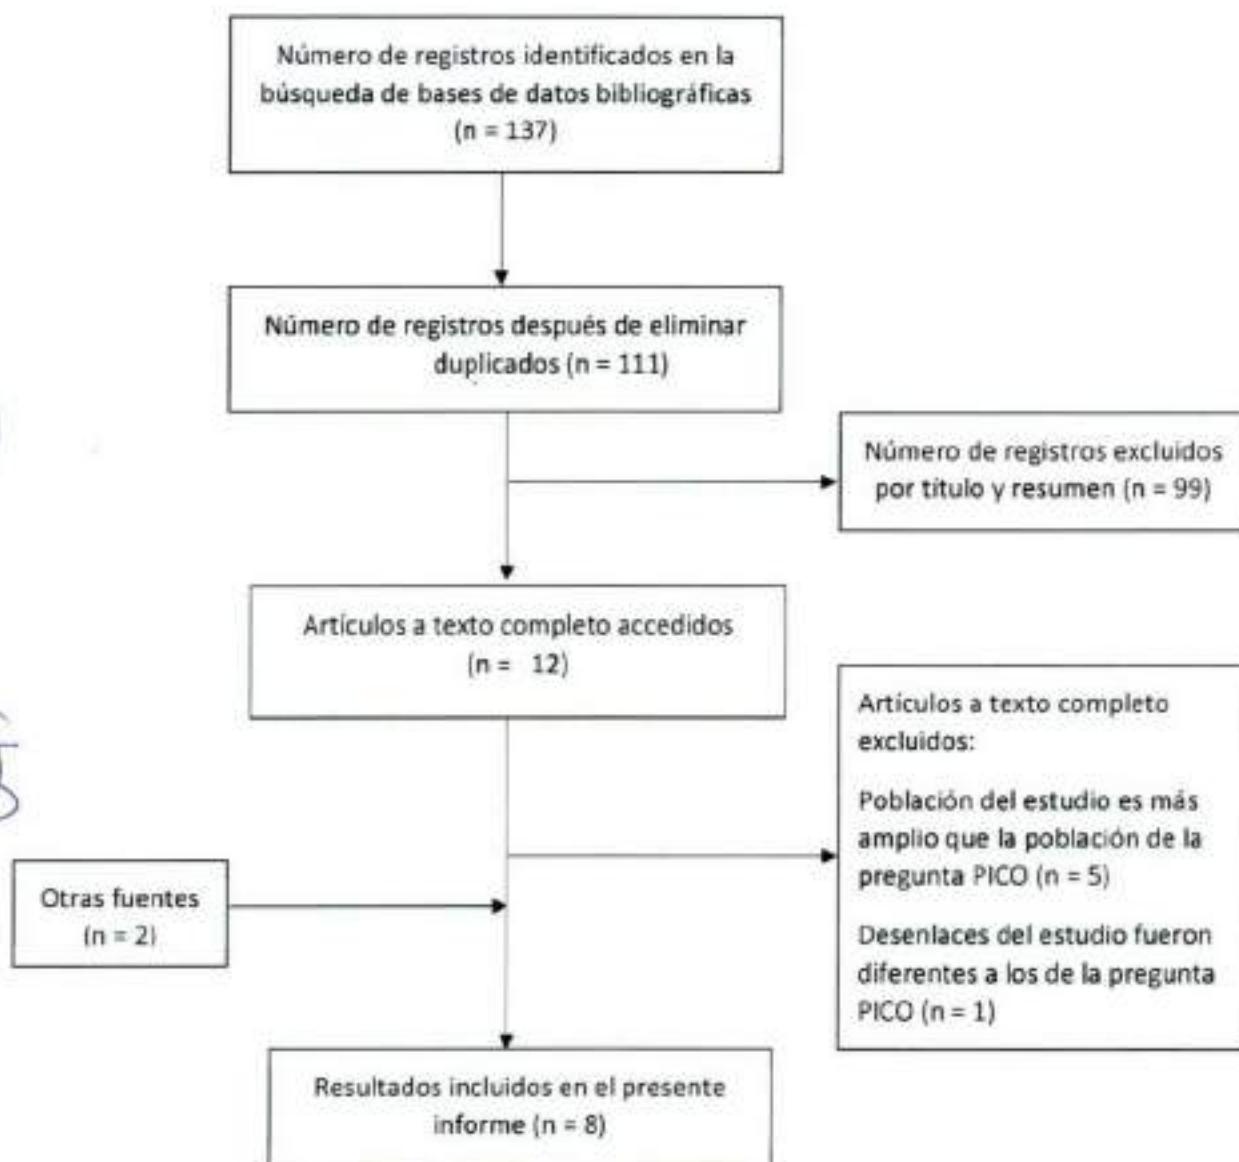 Número de registros identificados en la
búsqueda de bases de datos bibliográficas
(n = 137)
Número de registros después de eliminar
duplicados (n = 111)
Número de registros excluidos
por título y resumen (n = 99)
Artículos a texto completo accedidos
(n = 12)
Artículos a texto completo
excluidos:
Población del estudio es más
amplio que la población de la
pregunta PICO (n = 5)
Desenlaces del estudio fueron
diferentes a los de la pregunta
PICO (n = 1)
Otras fuentes
(n = 2)
Resultados incluidos en el presente
informe (n = 8)